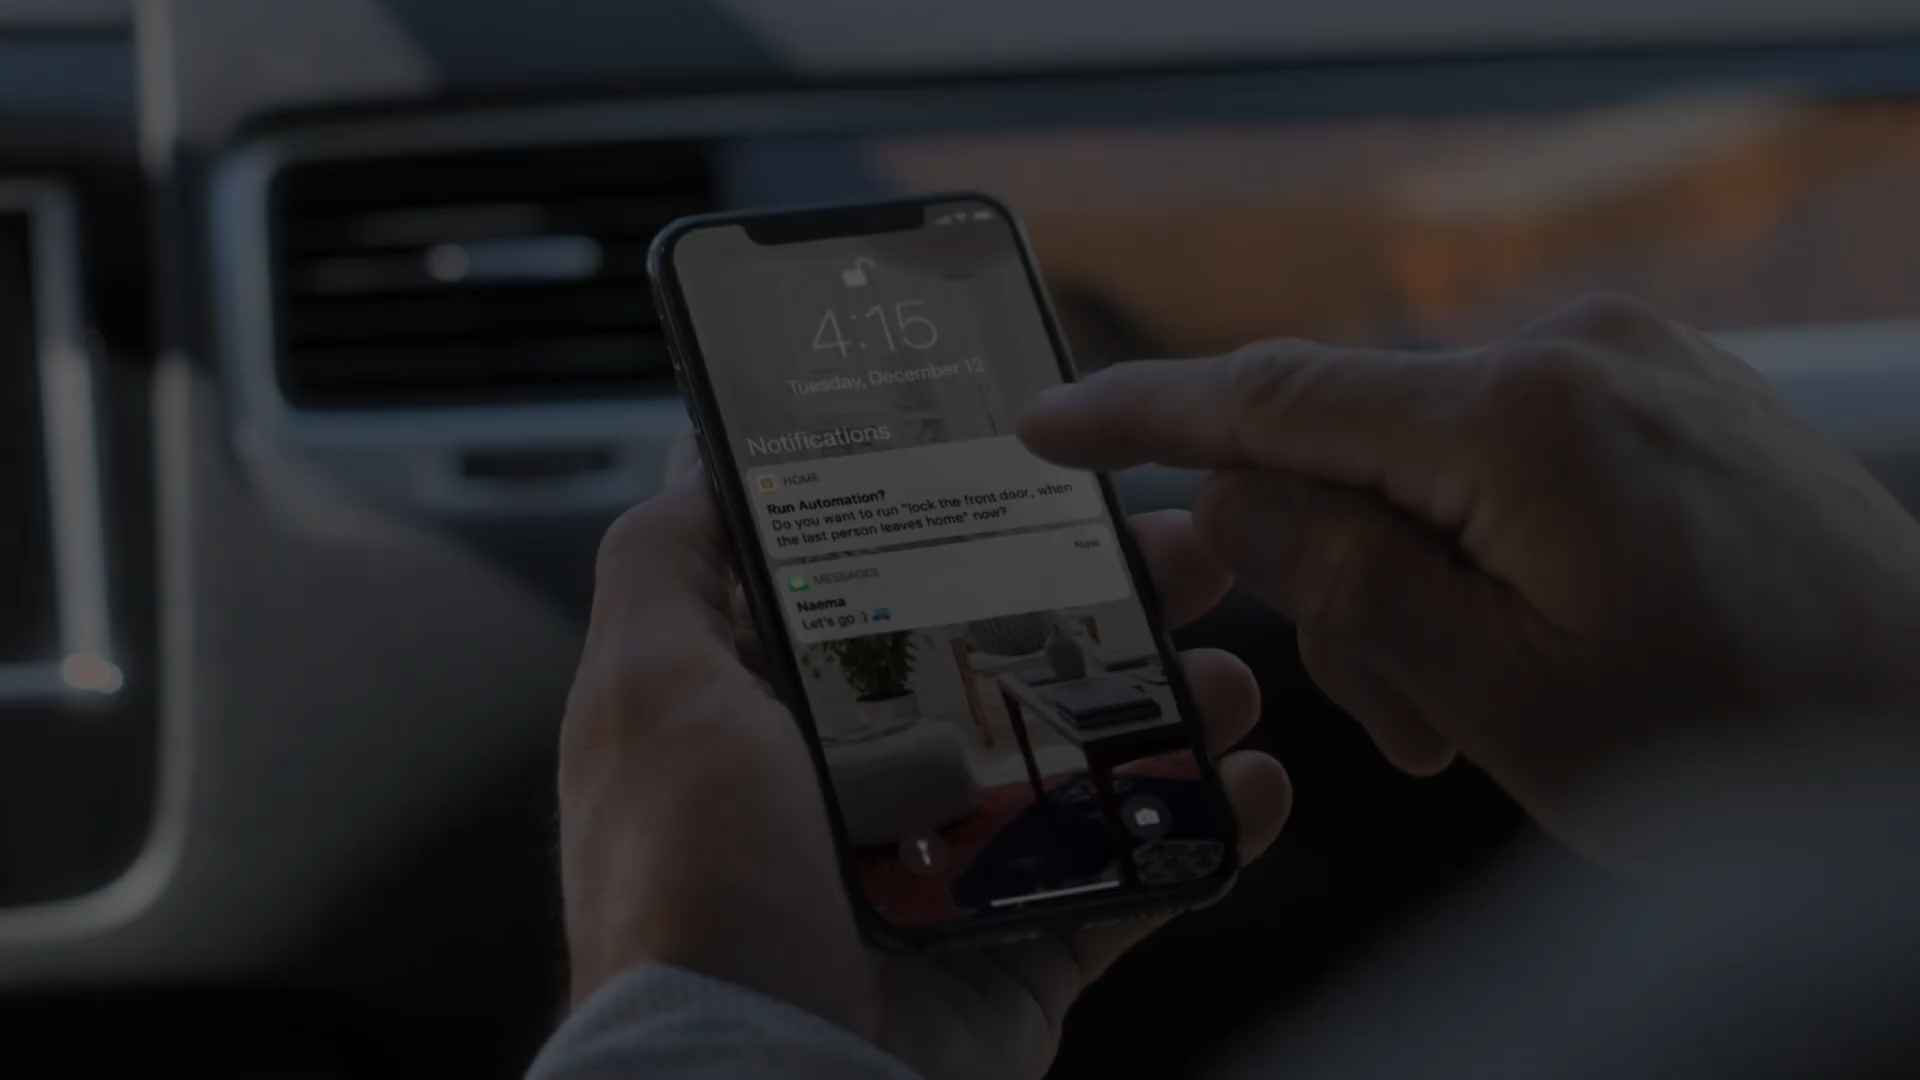 4:15
Tuesday, December 12
Notifications
HOME
Run Automation?
Do you want to run "lock the front door, when
the last person leaves home" now?
MESSAGES
Now
Naema
Let's go :) 🚙